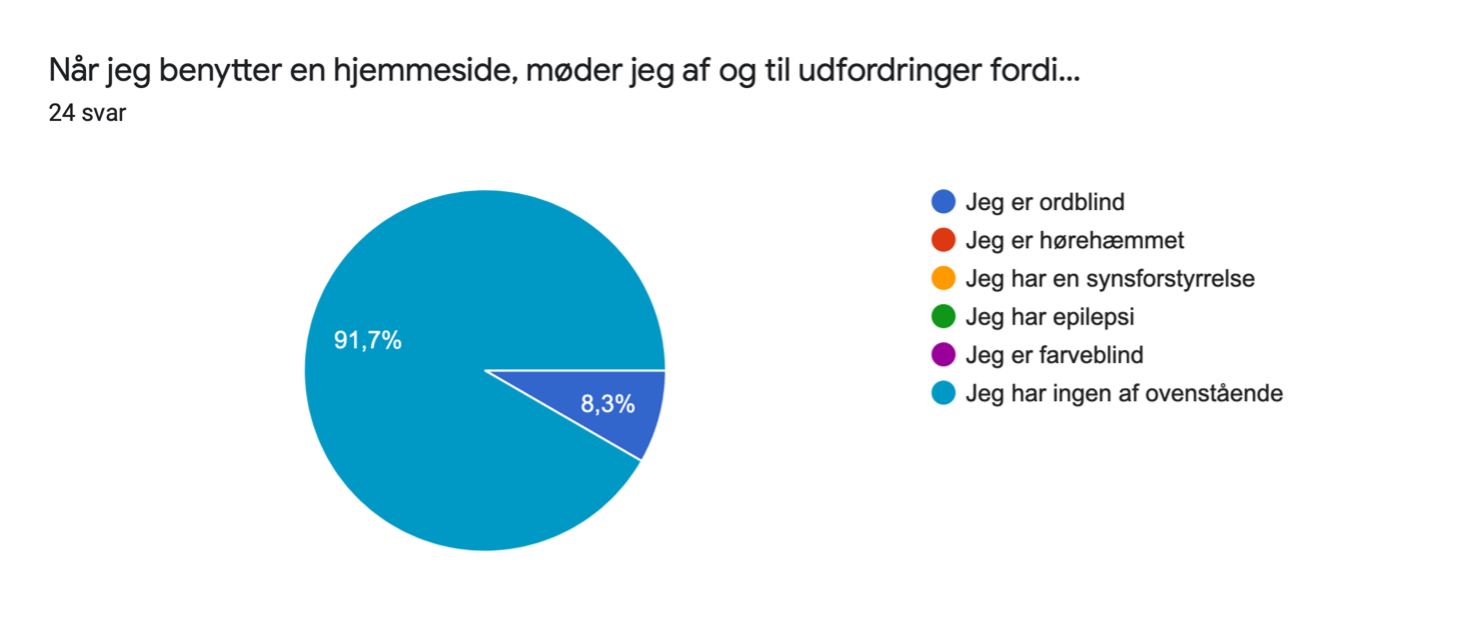 Når jeg benytter en hjemmeside, møder jeg af og til udfordringer fordi...
24 svar
91,7%
8,3%
Jeg er ordblind
Jeg er hørehæmmet
Jeg har en synsforstyrrelse
Jeg har epilepsi
Jeg er farveblind
Jeg har ingen af ovenstående